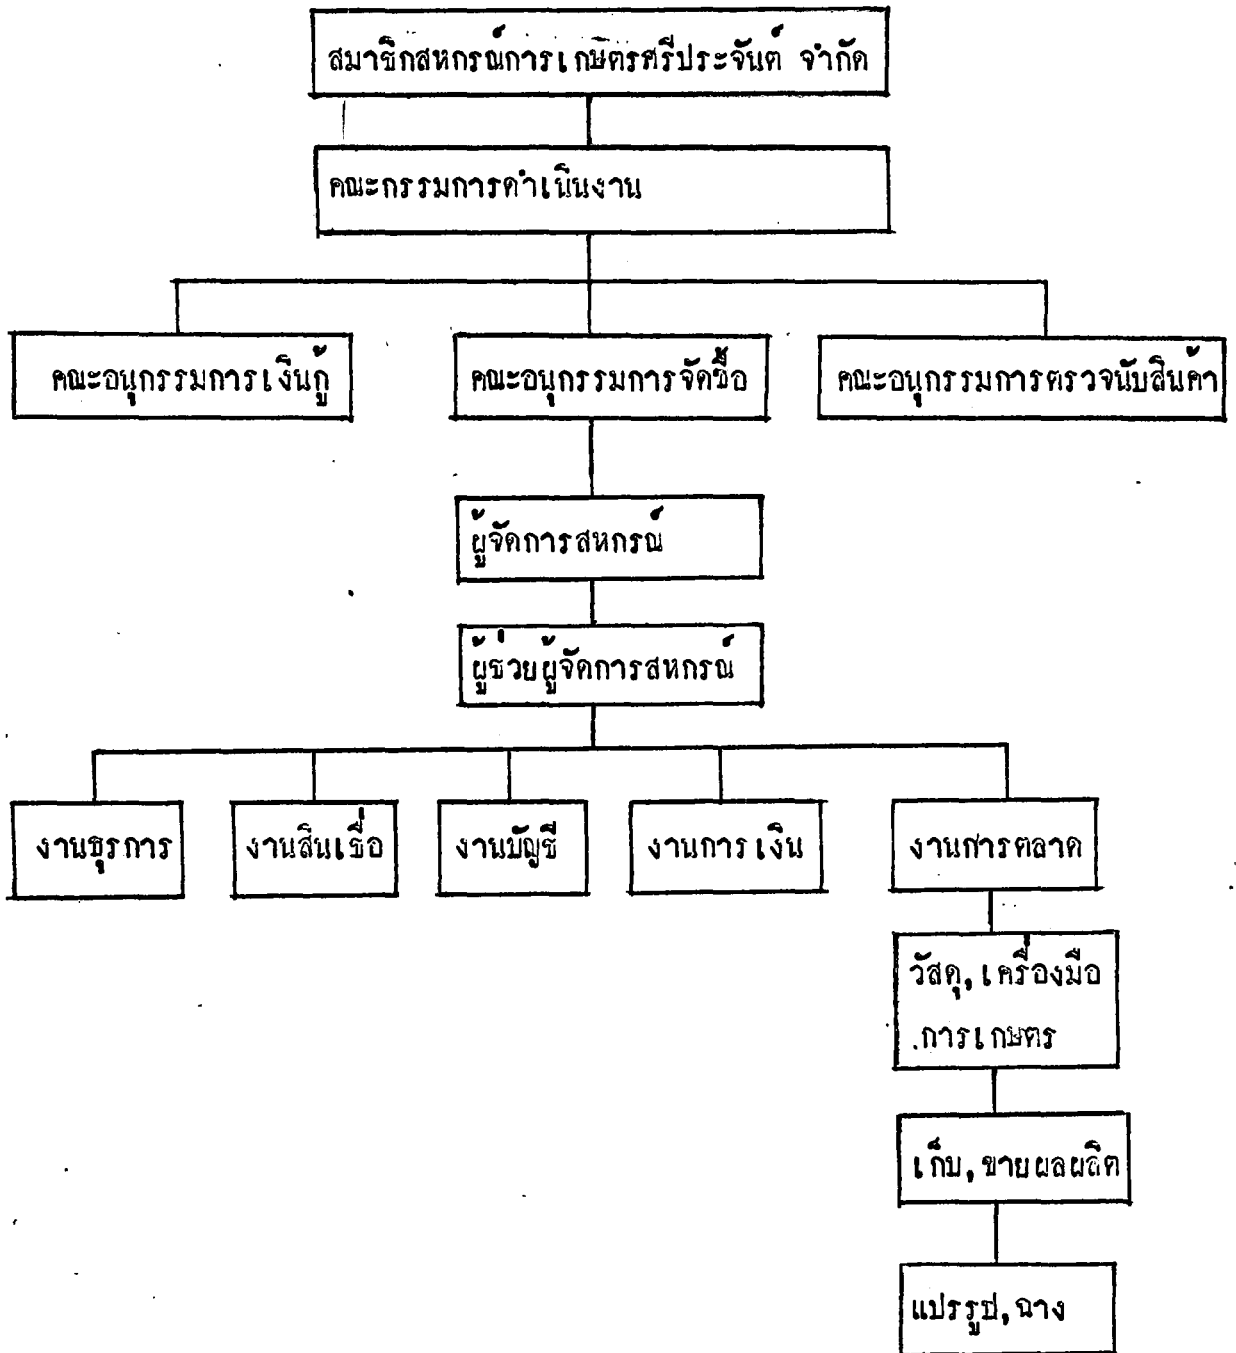 สมาชิกสหกรณ์การเกษตรศรีประจันต์ จำกัด
คณะกรรมการดำเนินงาน
คณะอนุกรรมการเงินกู้
คณะอนุกรรมการจัดซื้อ
คณะอนุกรรมการตรวจนับสินค้า
ผู้จัดการสหกรณ์
ผู้ช่วยผู้จัดการสหกรณ์
งานธุรการ
งานสินเชื่อ
งานบัญชี
งานการเงิน
งานการตลาด
วัสดุ,เครื่องมือ
การเกษตร
เก็บ,ขายผลผลิต
แปรรูป,ฉาง